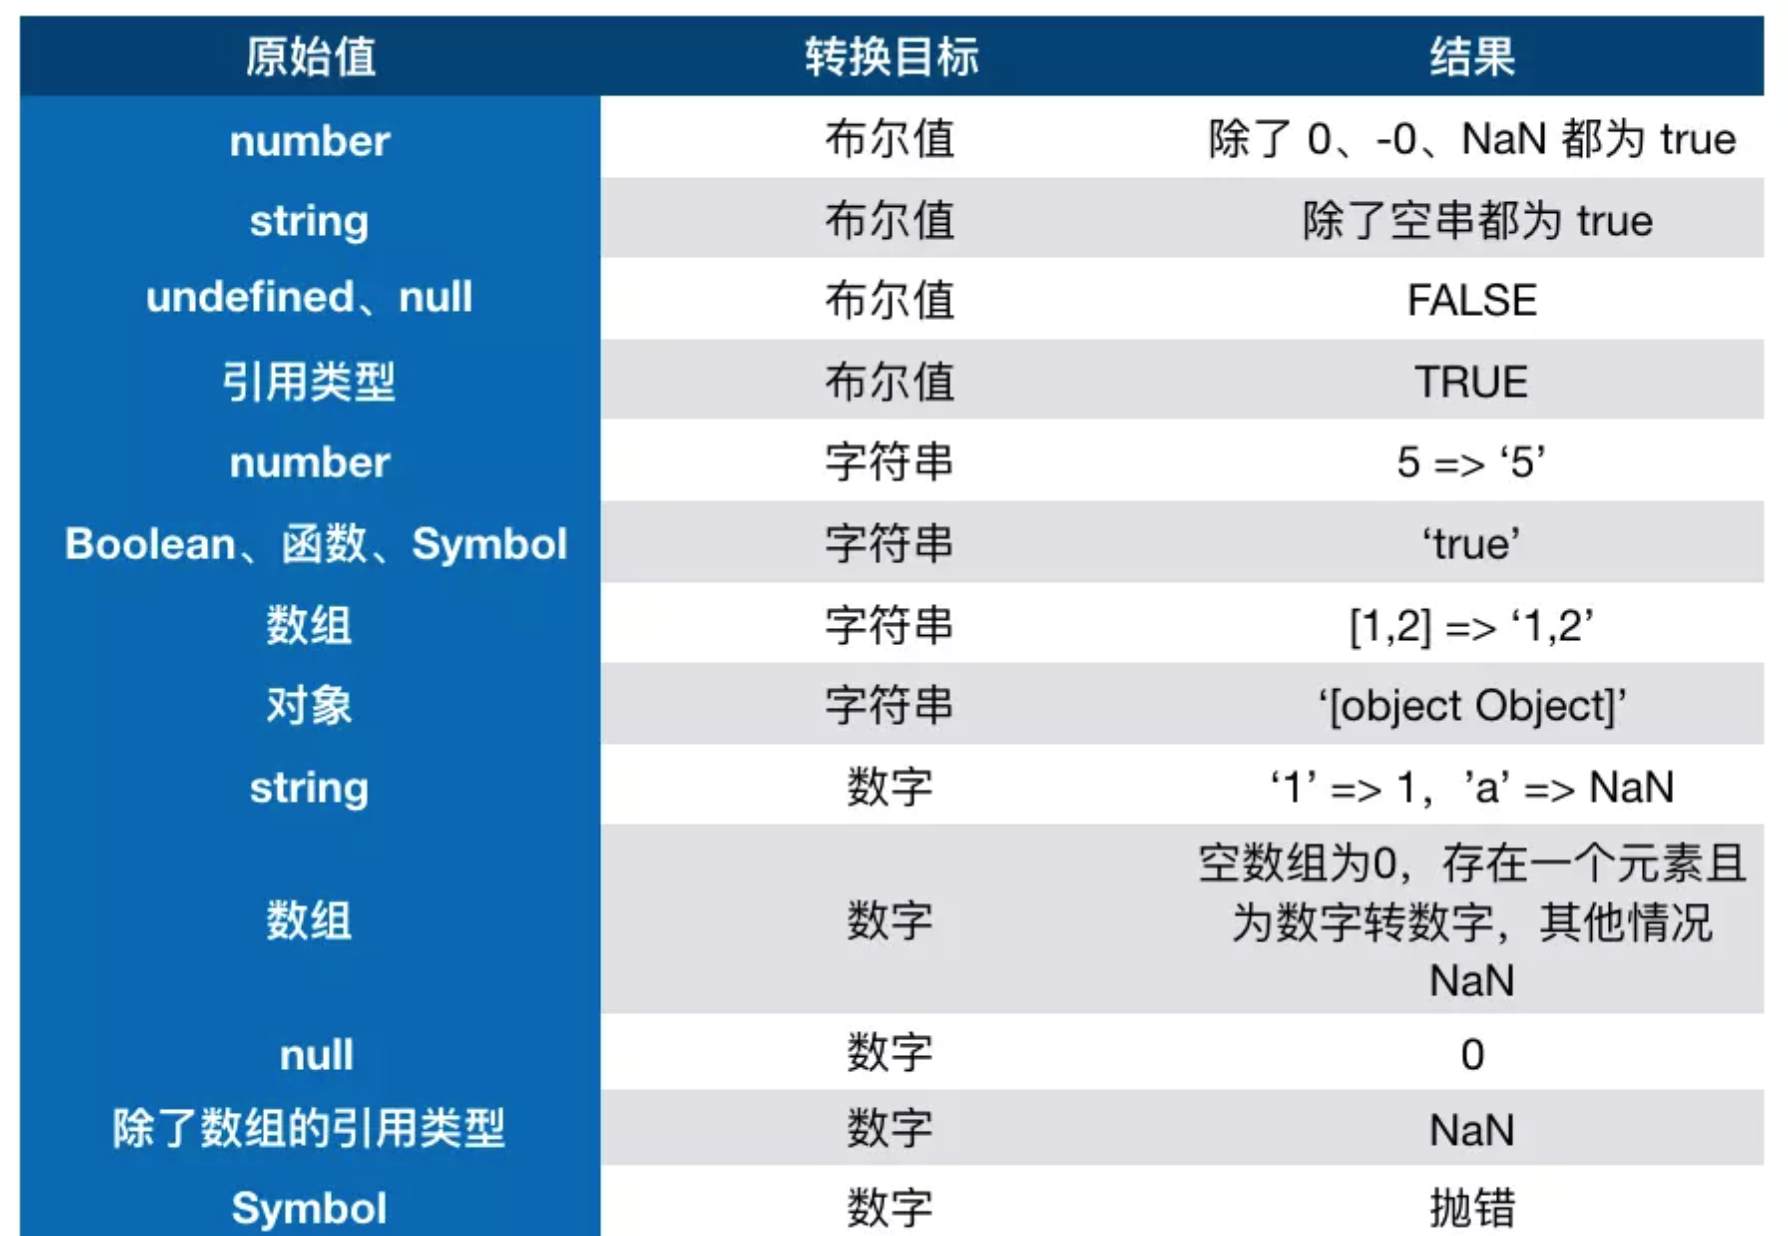 原始值 转换目标 结果
number 布尔值 除了 0、-0、NaN 都为 true
string 布尔值 除了空串都为 true
undefined、null 布尔值 FALSE
引用类型 布尔值 TRUE
number 字符串 5 => ‘5’
Boolean、函数、Symbol 字符串 ‘true’
数组 字符串 [1,2] => ‘1,2’
对象 字符串 ‘[object Object]’
string 数字 ‘1’ => 1，’a’ => NaN
数组 数字 空数组为0，存在一个元素且
为数字转数字，其他情况
NaN
null 数字 0
除了数组的引用类型 数字 NaN
Symbol 数字 抛错